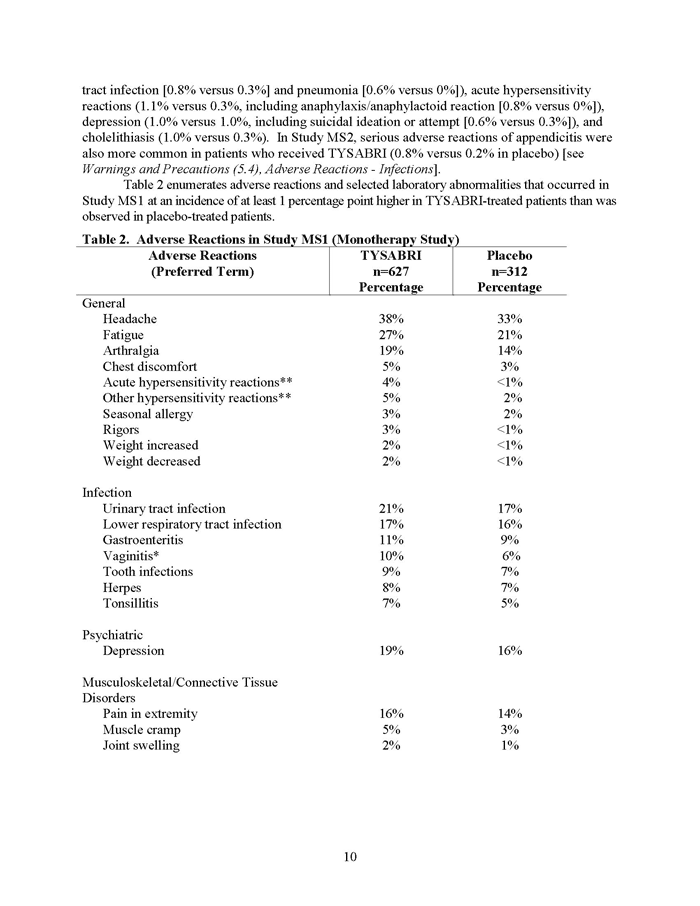 tract infection [0.8% versus 0.3%] and pneumonia [0.6% versus 0%]), acute hypersensitivity
reactions (1.1% versus 0.3%, including anaphylaxis/anaphylactoid reaction [0.8% versus 0%]),
depression (1.0% versus 1.0%, including suicidal ideation or attempt [0.6% versus 0.3%]), and
cholelithiasis (1.0% versus 0.3%).  In Study MS2, serious adverse reactions of appendicitis were
also more common in patients who received TYSABRI (0.8% versus 0.2% in placebo) [see
Warnings and Precautions (5.4), Adverse Reactions - Infections].
Table 2 enumerates adverse reactions and selected laboratory abnormalities that occurred in
Study MS1 at an incidence of at least 1 percentage point higher in TYSABRI-treated patients than was
observed in placebo-treated patients.
Table 2.  Adverse Reactions in Study MS1 (Monotherapy Study)
Adverse Reactions TYSABRI Placebo
(Preferred Term) n=627 n=312
Percentage Percentage
General
Headache 38% 33%
Fatigue 27% 21%
Arthralgia 19% 14%
Chest discomfort 5% 3%
Acute hypersensitivity reactions** 4% <1%
Other hypersensitivity reactions** 5% 2%
Seasonal allergy 3% 2%
Rigors 3% <1%
Weight increased 2% <1%
Weight decreased 2% <1%
Infection
Urinary tract infection 21% 17%
Lower respiratory tract infection 17% 16%
Gastroenteritis 11% 9%
Vaginitis* 10% 6%
Tooth infections 9% 7%
Herpes 8% 7%
Tonsillitis 7% 5%
Psychiatric
Depression 19% 16%
Musculoskeletal/Connective Tissue
Disorders
Pain in extremity 16% 14%
Muscle cramp 5% 3%
Joint swelling 2% 1%
10